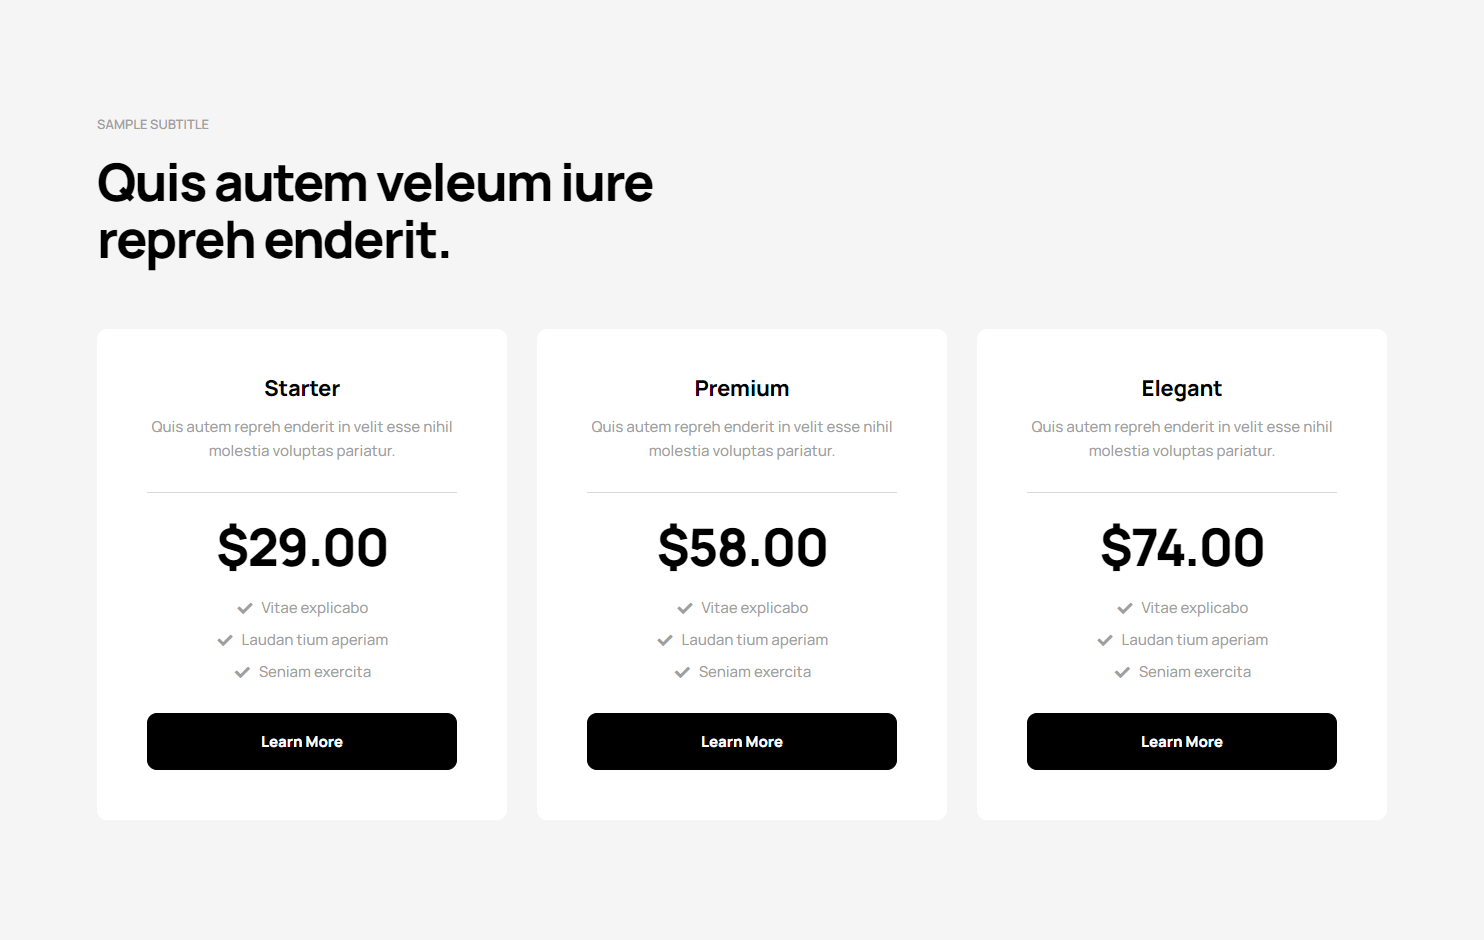 SAMPLE SUBTITLE
Quis autem veleum iure
repreh enderit.
Starter
Quis autem repreh enderit in velit esse nihil
molestia voluptas pariatur.
$29.00
Vitae explicabo
Laudan tium aperiam
Seniam exercita
Learn More
Premium
Quis autem repreh enderit in velit esse nihil
molestia voluptas pariatur.
$58.00
Vitae explicabo
Laudan tium aperiam
Seniam exercita
Learn More
Elegant
Quis autem repreh enderit in velit esse nihil
molestia voluptas pariatur.
$74.00
Vitae explicabo
Laudan tium aperiam
Seniam exercita
Learn More